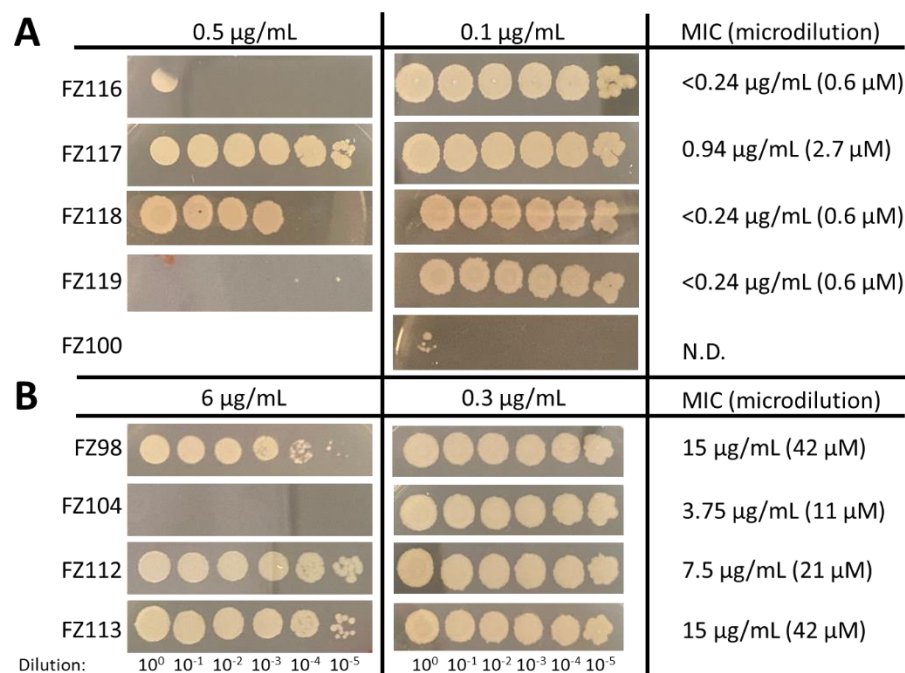 A 0.5 µg/mL 0.1 µg/mL MIC (microdilution)
FZ116 <0.24 µg/mL (0.6 µM)
FZ117 0.94 µg/mL (2.7 µM)
FZ118 <0.24 µg/mL (0.6 µM)
FZ119 <0.24 µg/mL (0.6 µM)
FZ100 N.D.
B 6 µg/mL 0.3 µg/mL MIC (microdilution)
FZ98 15 µg/mL (42 µM)
FZ104 3.75 µg/mL (11 µM)
FZ112 7.5 µg/mL (21 µM)
FZ113 15 µg/mL (42 µM)
Dilution: 10⁰ 10⁻¹ 10⁻² 10⁻³ 10⁻⁴ 10⁻⁵ 10⁰ 10⁻¹ 10⁻² 10⁻³ 10⁻⁴ 10⁻⁵